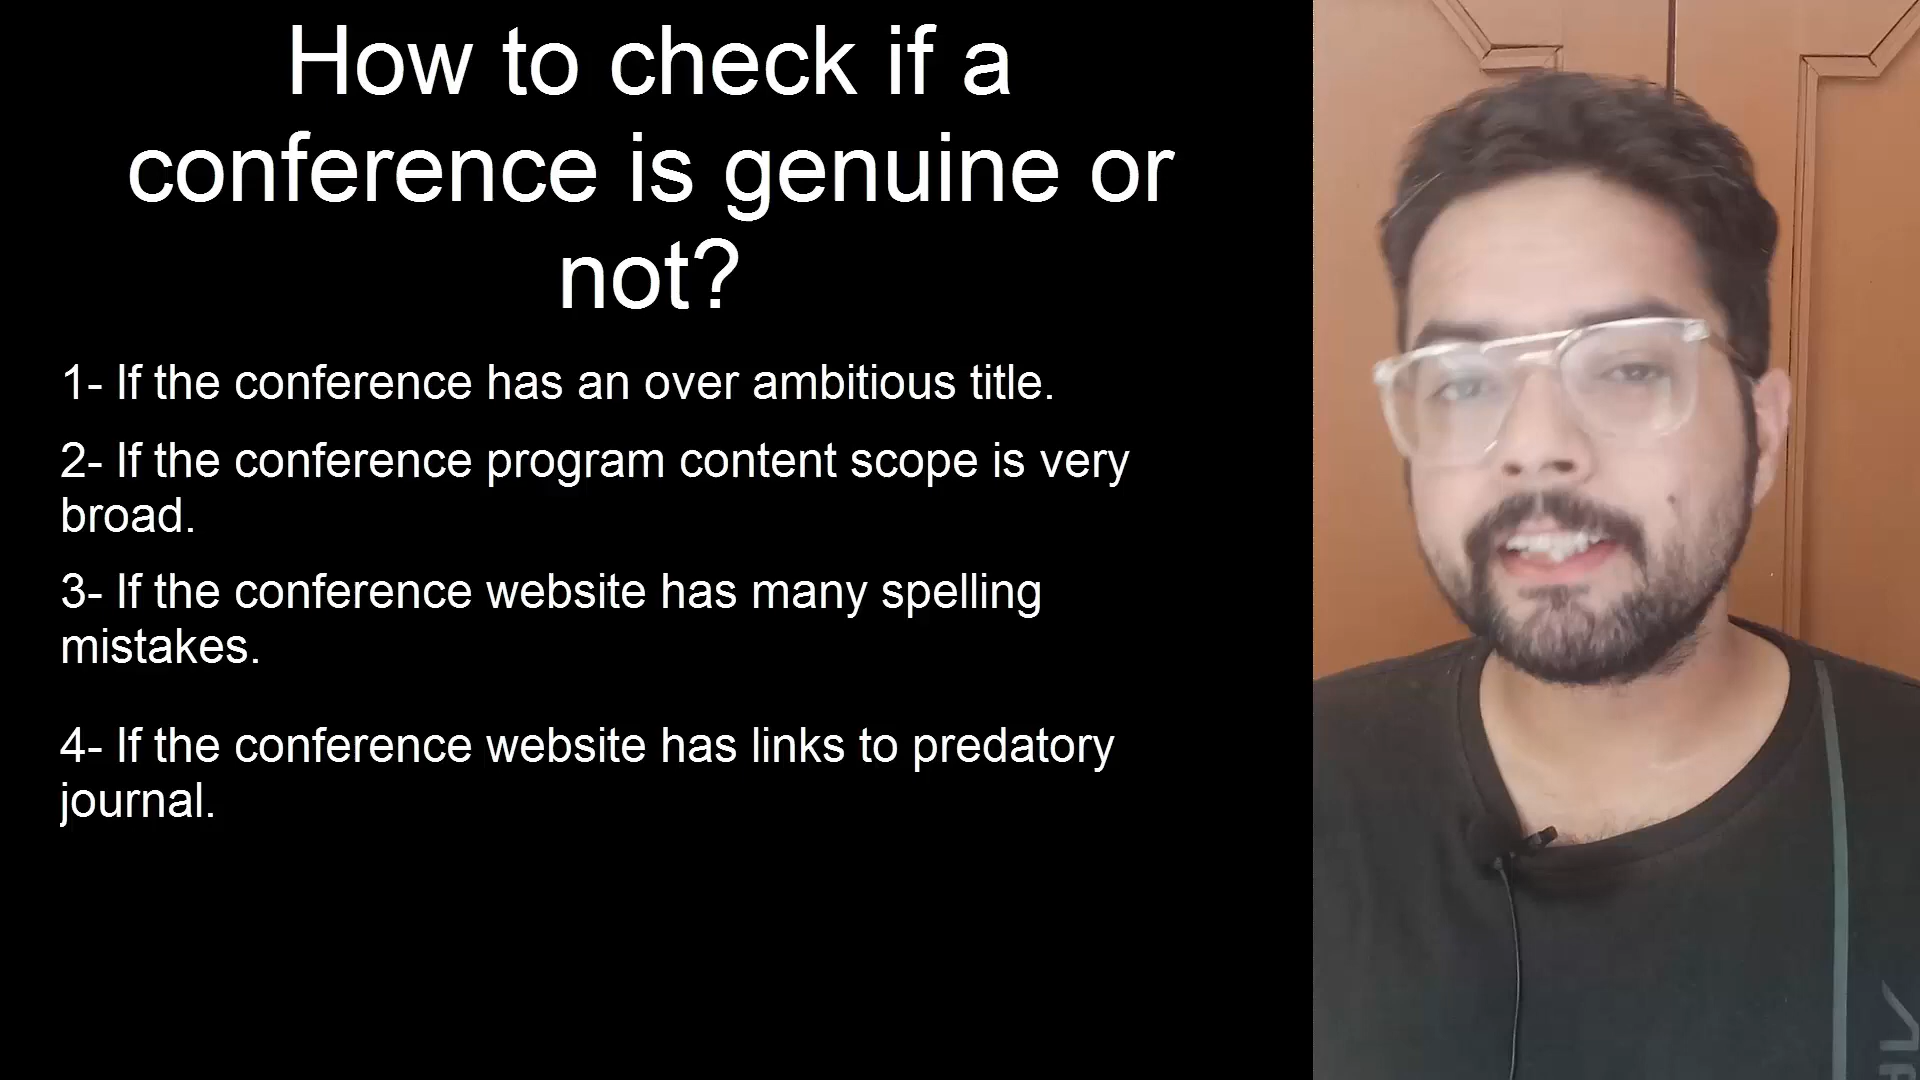 How to check if a
conference is genuine or
not?
1- If the conference has an over ambitious title.
2- If the conference program content scope is very
broad.
3- If the conference website has many spelling
mistakes.
4- If the conference website has links to predatory
journal.